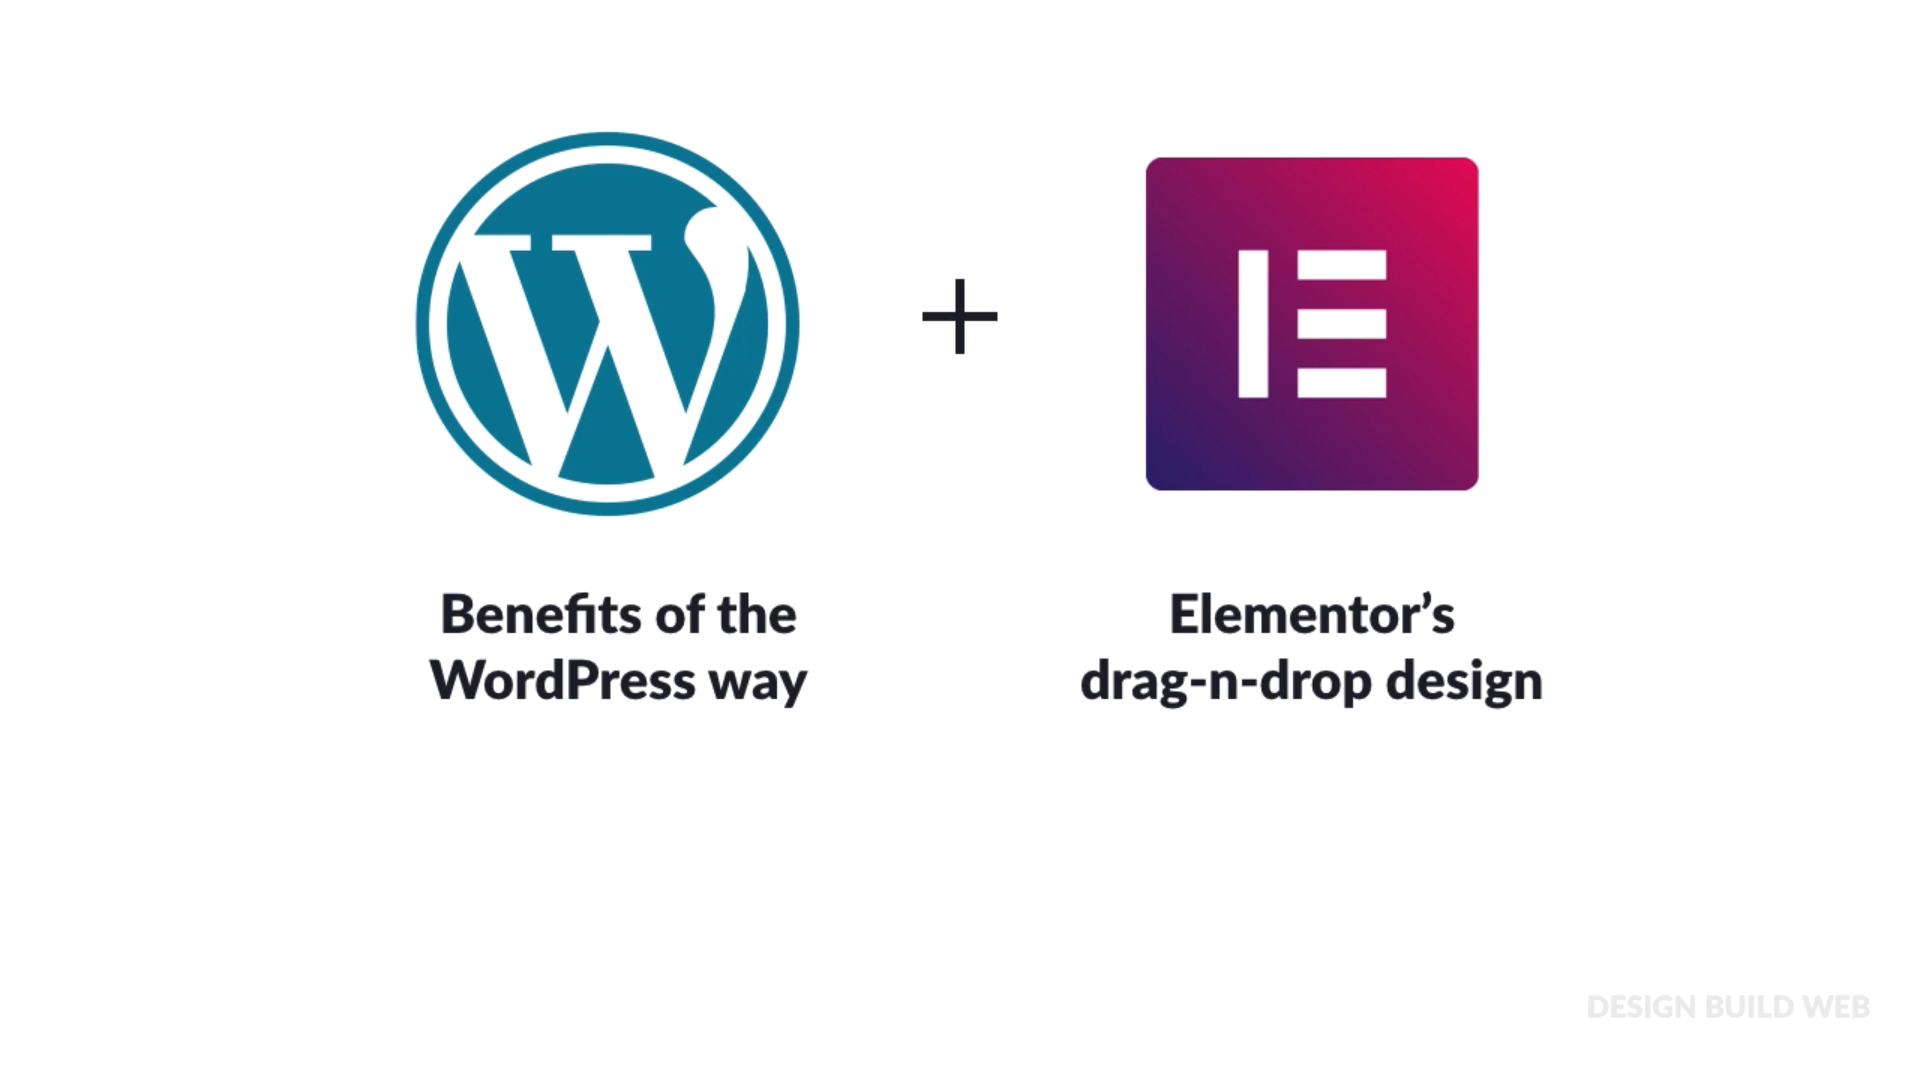 Benefits of the
WordPress way
+
Elementor’s
drag-n-drop design
DESIGN BUILD WEB